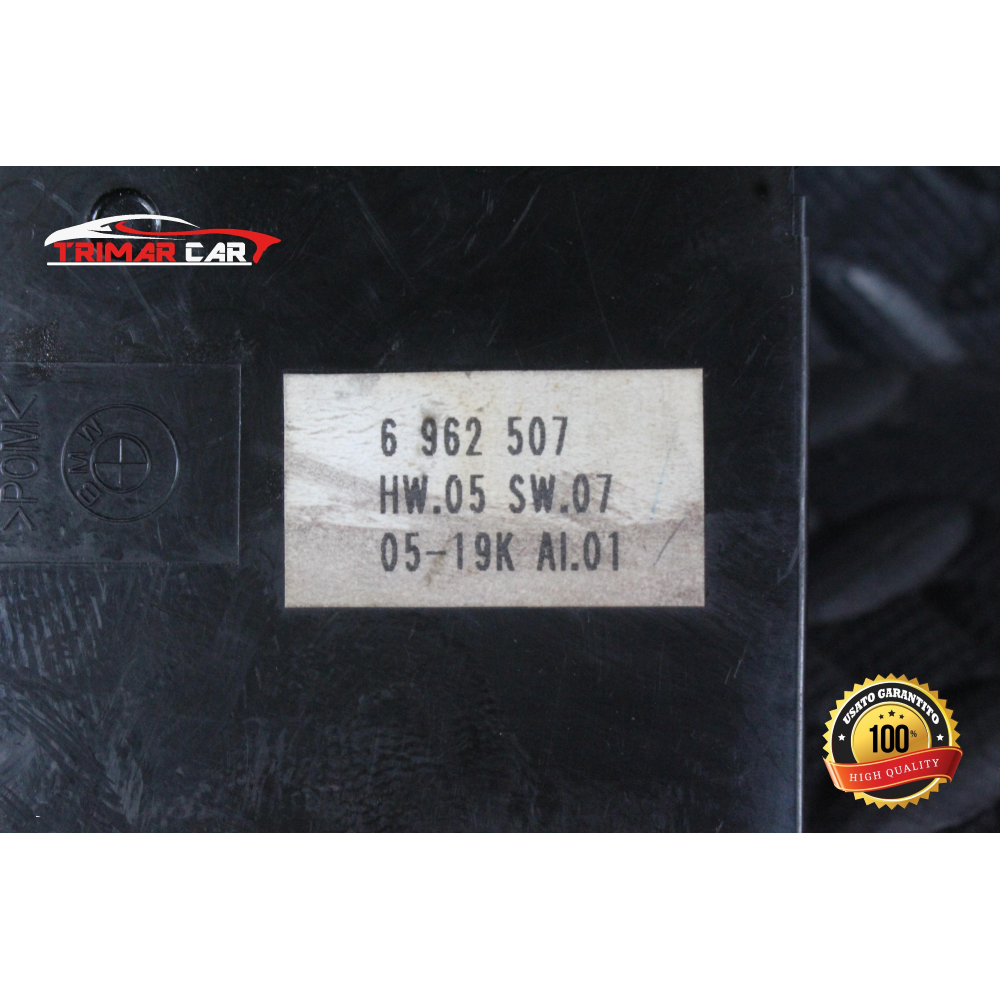 TRIMAR CAR
>POM<
BMW
6 962 507
HW.05 SW.07
05-19K AI.01
USATO GARANTITO
100%
HIGH QUALITY